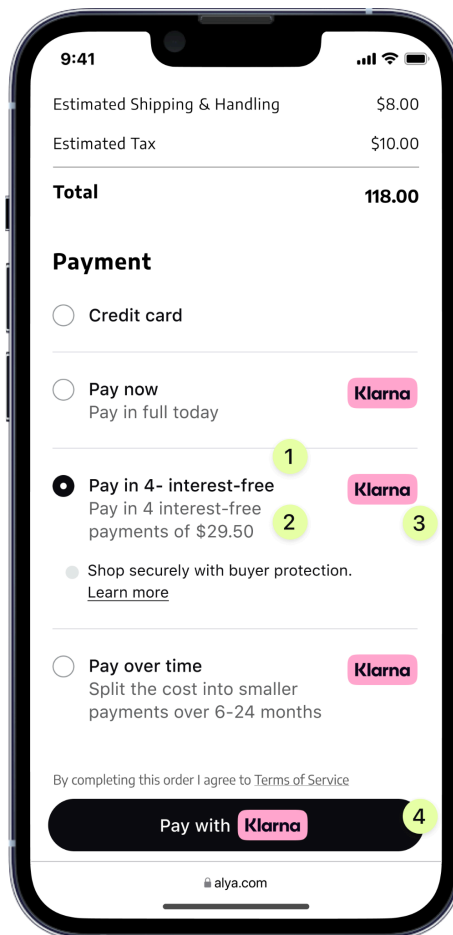 9:41
Estimated Shipping & Handling $8.00
Estimated Tax $10.00
Total 118.00
Payment
Credit card
Pay now Klarna
Pay in full today
1
Pay in 4- interest-free Klarna
Pay in 4 interest-free
2 3
payments of $29.50
Shop securely with buyer protection.
Learn more
Pay over time Klarna
Split the cost into smaller
payments over 6-24 months
By completing this order I agree to Terms of Service
Pay with Klarna 4
alya.com